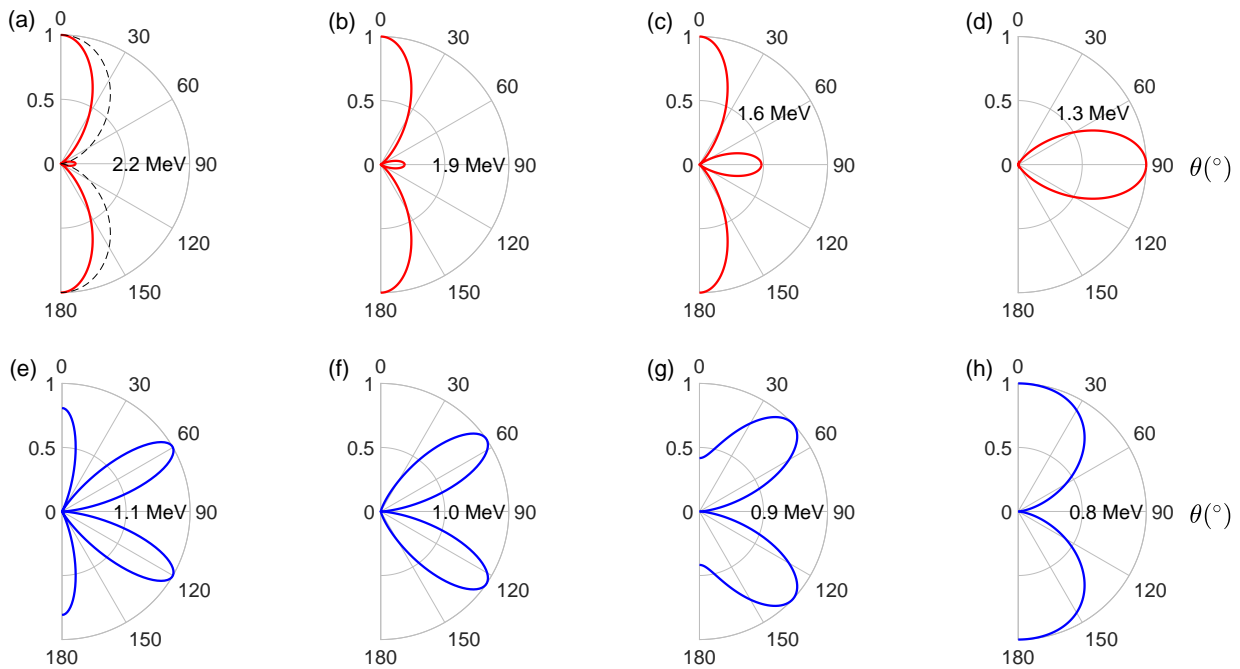 (a) 0 30 60 90 120 150 180 1 0.5 0 2.2 MeV
(b) 0 30 60 90 120 150 180 1 0.5 0 1.9 MeV
(c) 0 30 60 90 120 150 180 1 0.5 0 1.6 MeV
(d) 0 30 60 90 120 150 180 1 0.5 0 1.3 MeV θ(°)
(e) 0 30 60 90 120 150 180 1 0.5 0 1.1 MeV
(f) 0 30 60 90 120 150 180 1 0.5 0 1.0 MeV
(g) 0 30 60 90 120 150 180 1 0.5 0 0.9 MeV
(h) 0 30 60 90 120 150 180 1 0.5 0 0.8 MeV θ(°)